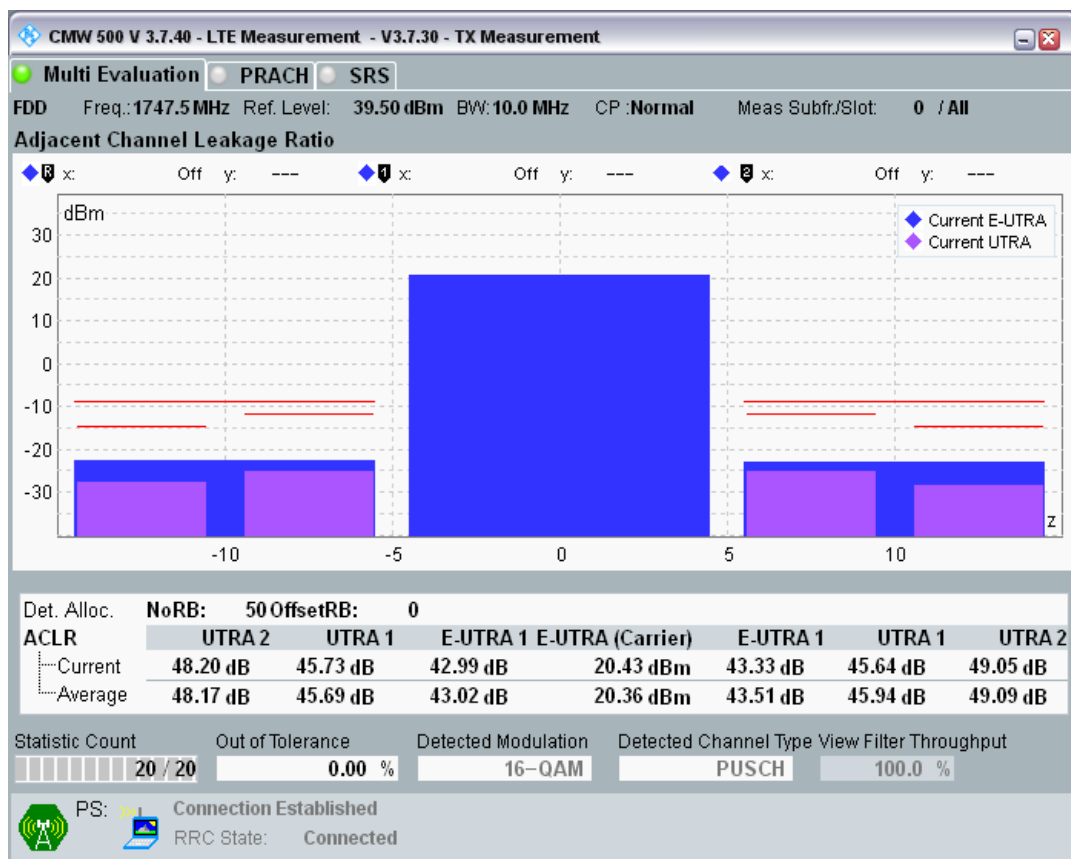 CMW 500 V 3.7.40 - LTE Measurement - V3.7.30 - TX Measurement
Multi Evaluation PRACH SRS
FDD Freq.: 1747.5 MHz Ref. Level: 39.50 dBm BW: 10.0 MHz CP :Normal Meas Subfr./Slot: 0 / All
Adjacent Channel Leakage Ratio
R x: Off y: --- 1 x: Off y: --- 2 x: Off y: ---
dBm
Current E-UTRA
Current UTRA
30
20
10
0
-10
-20
-30
z
-10 -5 0 5 10
Det. Alloc. NoRB: 50 OffsetRB: 0
ACLR UTRA 2 UTRA 1 E-UTRA 1 E-UTRA (Carrier) E-UTRA 1 UTRA 1 UTRA 2
Current 48.20 dB 45.73 dB 42.99 dB 20.43 dBm 43.33 dB 45.64 dB 49.05 dB
Average 48.17 dB 45.69 dB 43.02 dB 20.36 dBm 43.51 dB 45.94 dB 49.09 dB
Statistic Count Out of Tolerance Detected Modulation Detected Channel Type View Filter Throughput
20 / 20 0.00 % 16-QAM PUSCH 100.0 %
PS: Connection Established
RRC State: Connected